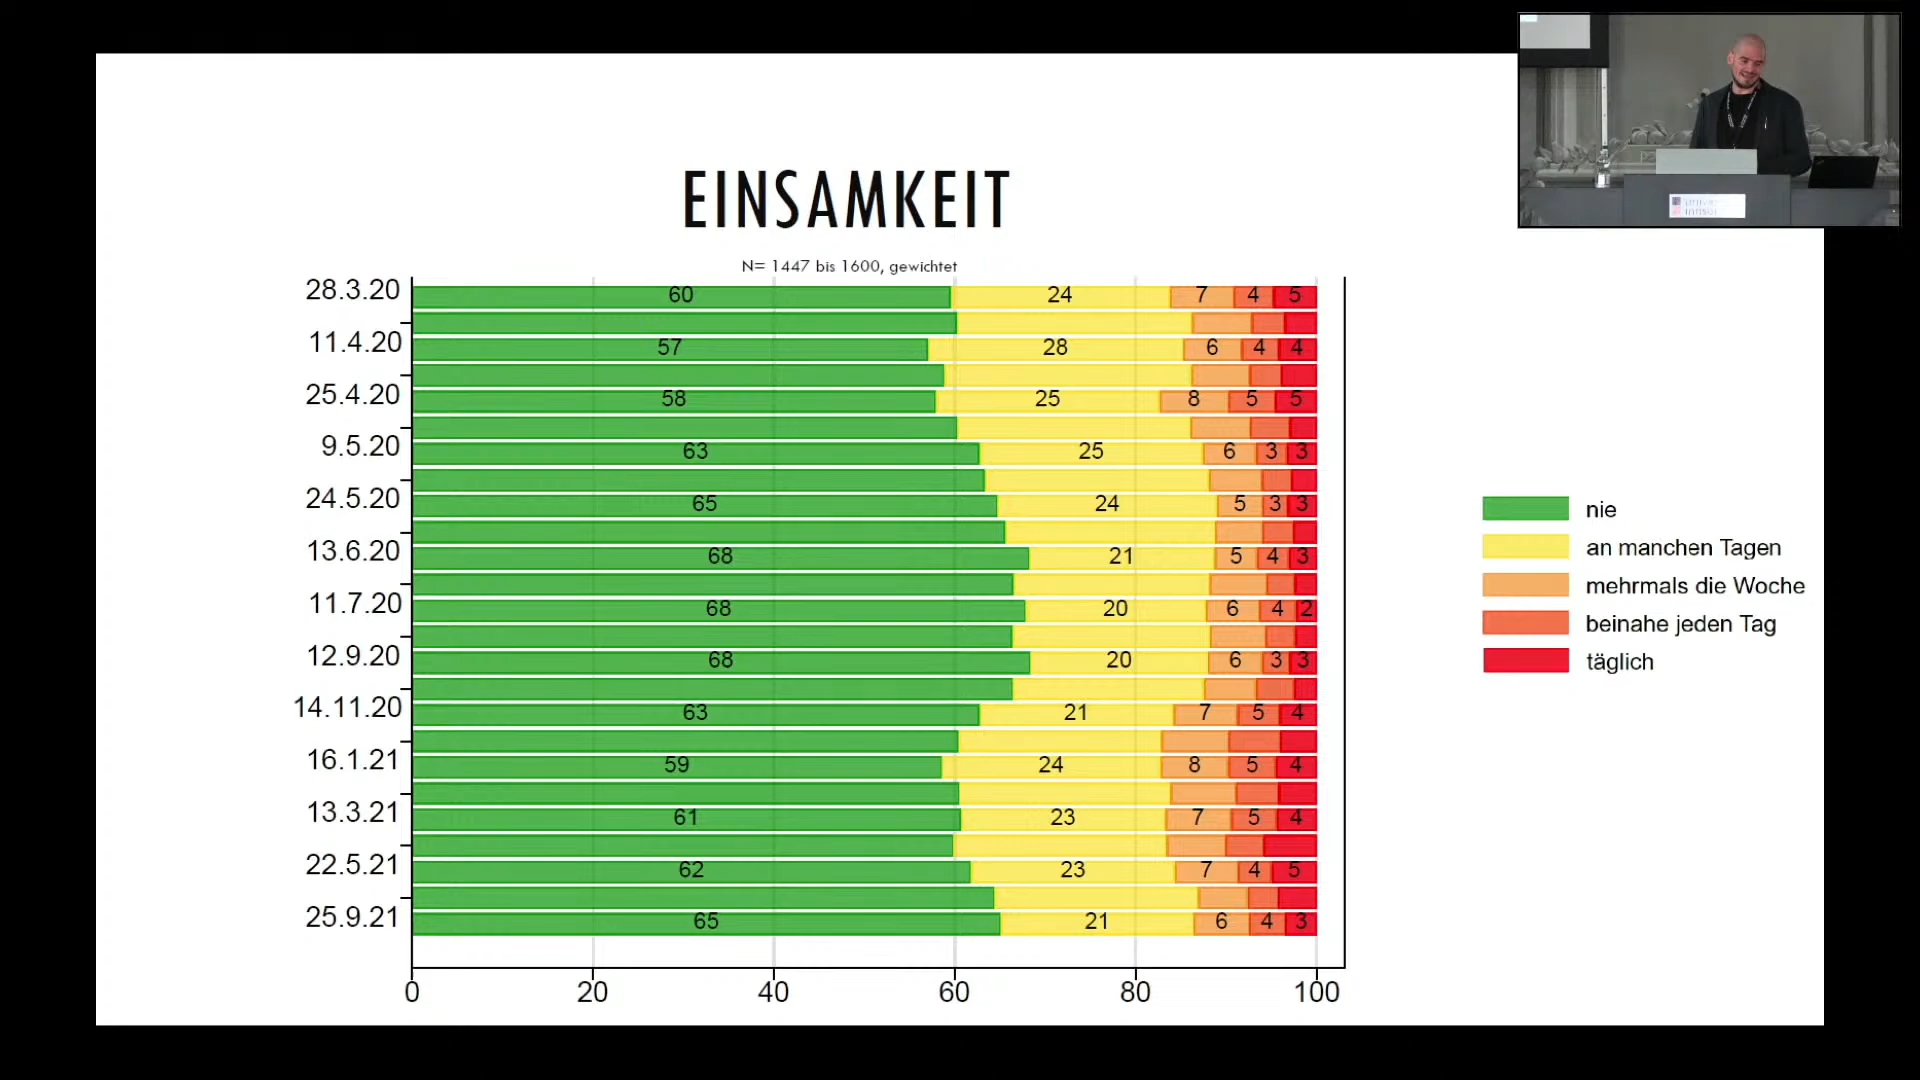 EINSAMKEIT
N= 1447 bis 1600, gewichtet
28.3.20 60 24 7 4 5
11.4.20 57 28 6 4 4
25.4.20 58 25 8 5 5
9.5.20 63 25 6 3 3
24.5.20 65 24 5 3 3
13.6.20 68 21 5 4 3
11.7.20 68 20 6 4 2
12.9.20 68 20 6 3 3
14.11.20 63 21 7 5 4
16.1.21 59 24 8 5 4
13.3.21 61 23 7 5 4
22.5.21 62 23 7 4 5
25.9.21 65 21 6 4 3
0 20 40 60 80 100
nie
an manchen Tagen
mehrmals die Woche
beinahe jeden Tag
täglich